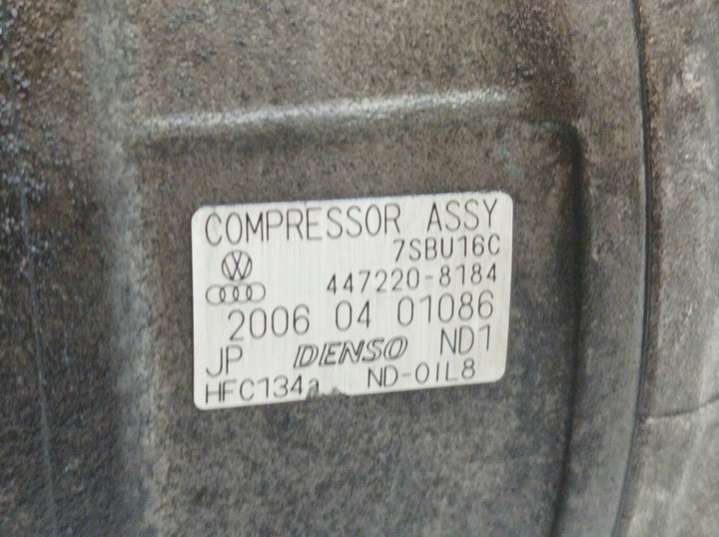 COMPRESSOR ASSY
7SBU16C
447220-8184
2006 04 01086
JP DENSO ND1
HFC134a ND-OIL8